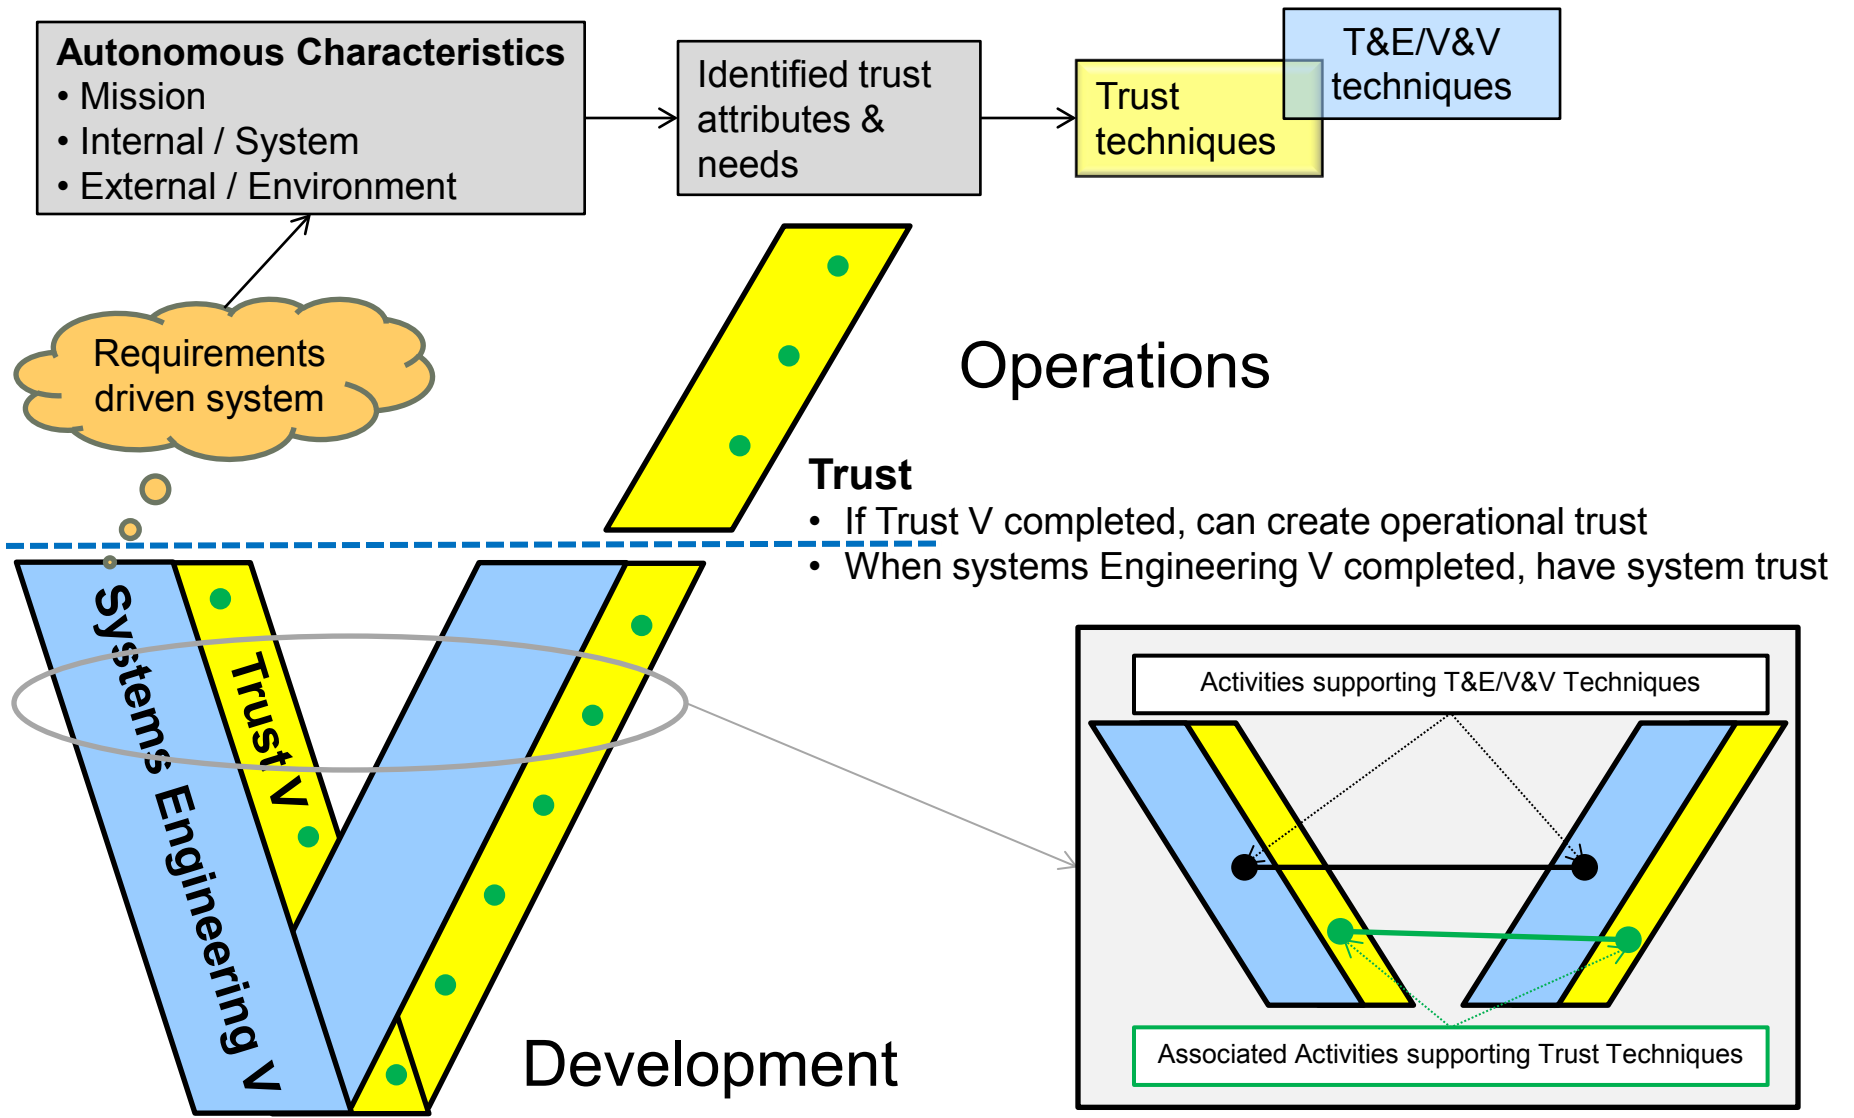 Autonomous Characteristics
• Mission
• Internal / System
• External / Environment
Identified trust
attributes &
needs
Trust
techniques
T&E/V&V
techniques
Requirements
driven system
Operations
Trust
• If Trust V completed, can create operational trust
• When systems Engineering V completed, have system trust
Systems Engineering V
Trust V
Development
Activities supporting T&E/V&V Techniques
Associated Activities supporting Trust Techniques